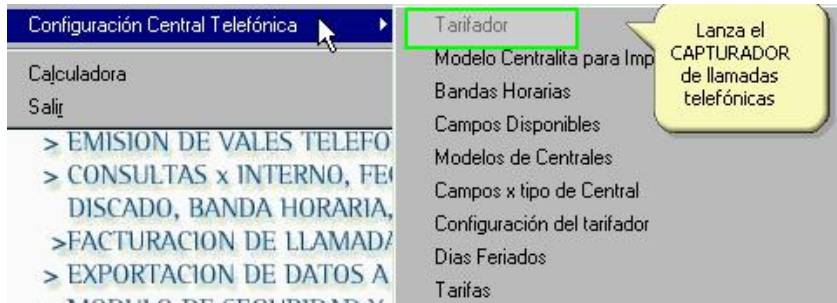 Configuración Central Telefónica
Calculadora
Salir
> EMISION DE VALES TELEFO
> CONSULTAS x INTERNO, FE
DISCADO, BANDA HORARIA,
>FACTURACION DE LLAMADA
> EXPORTACION DE DATOS A
Tarifador
Modelo Centralita para Imp
Bandas Horarias
Campos Disponibles
Modelos de Centrales
Campos x tipo de Central
Configuración del tarifador
Dias Feriados
Tarifas
Lanza el
CAPTURADOR
de llamadas
telefónicas